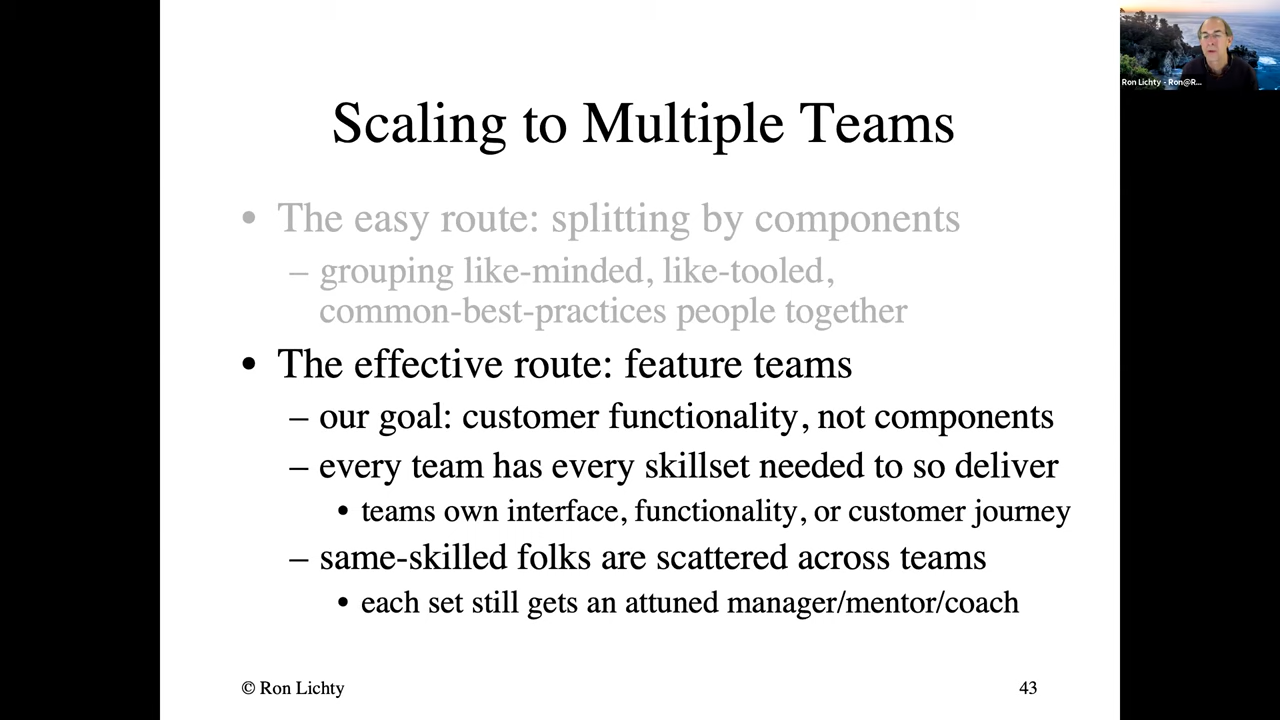 Ron Lichty - Ron@R...
Scaling to Multiple Teams
• The easy route: splitting by components
– grouping like-minded, like-tooled,
common-best-practices people together
• The effective route: feature teams
– our goal: customer functionality, not components
– every team has every skillset needed to so deliver
• teams own interface, functionality, or customer journey
– same-skilled folks are scattered across teams
• each set still gets an attuned manager/mentor/coach
© Ron Lichty
43